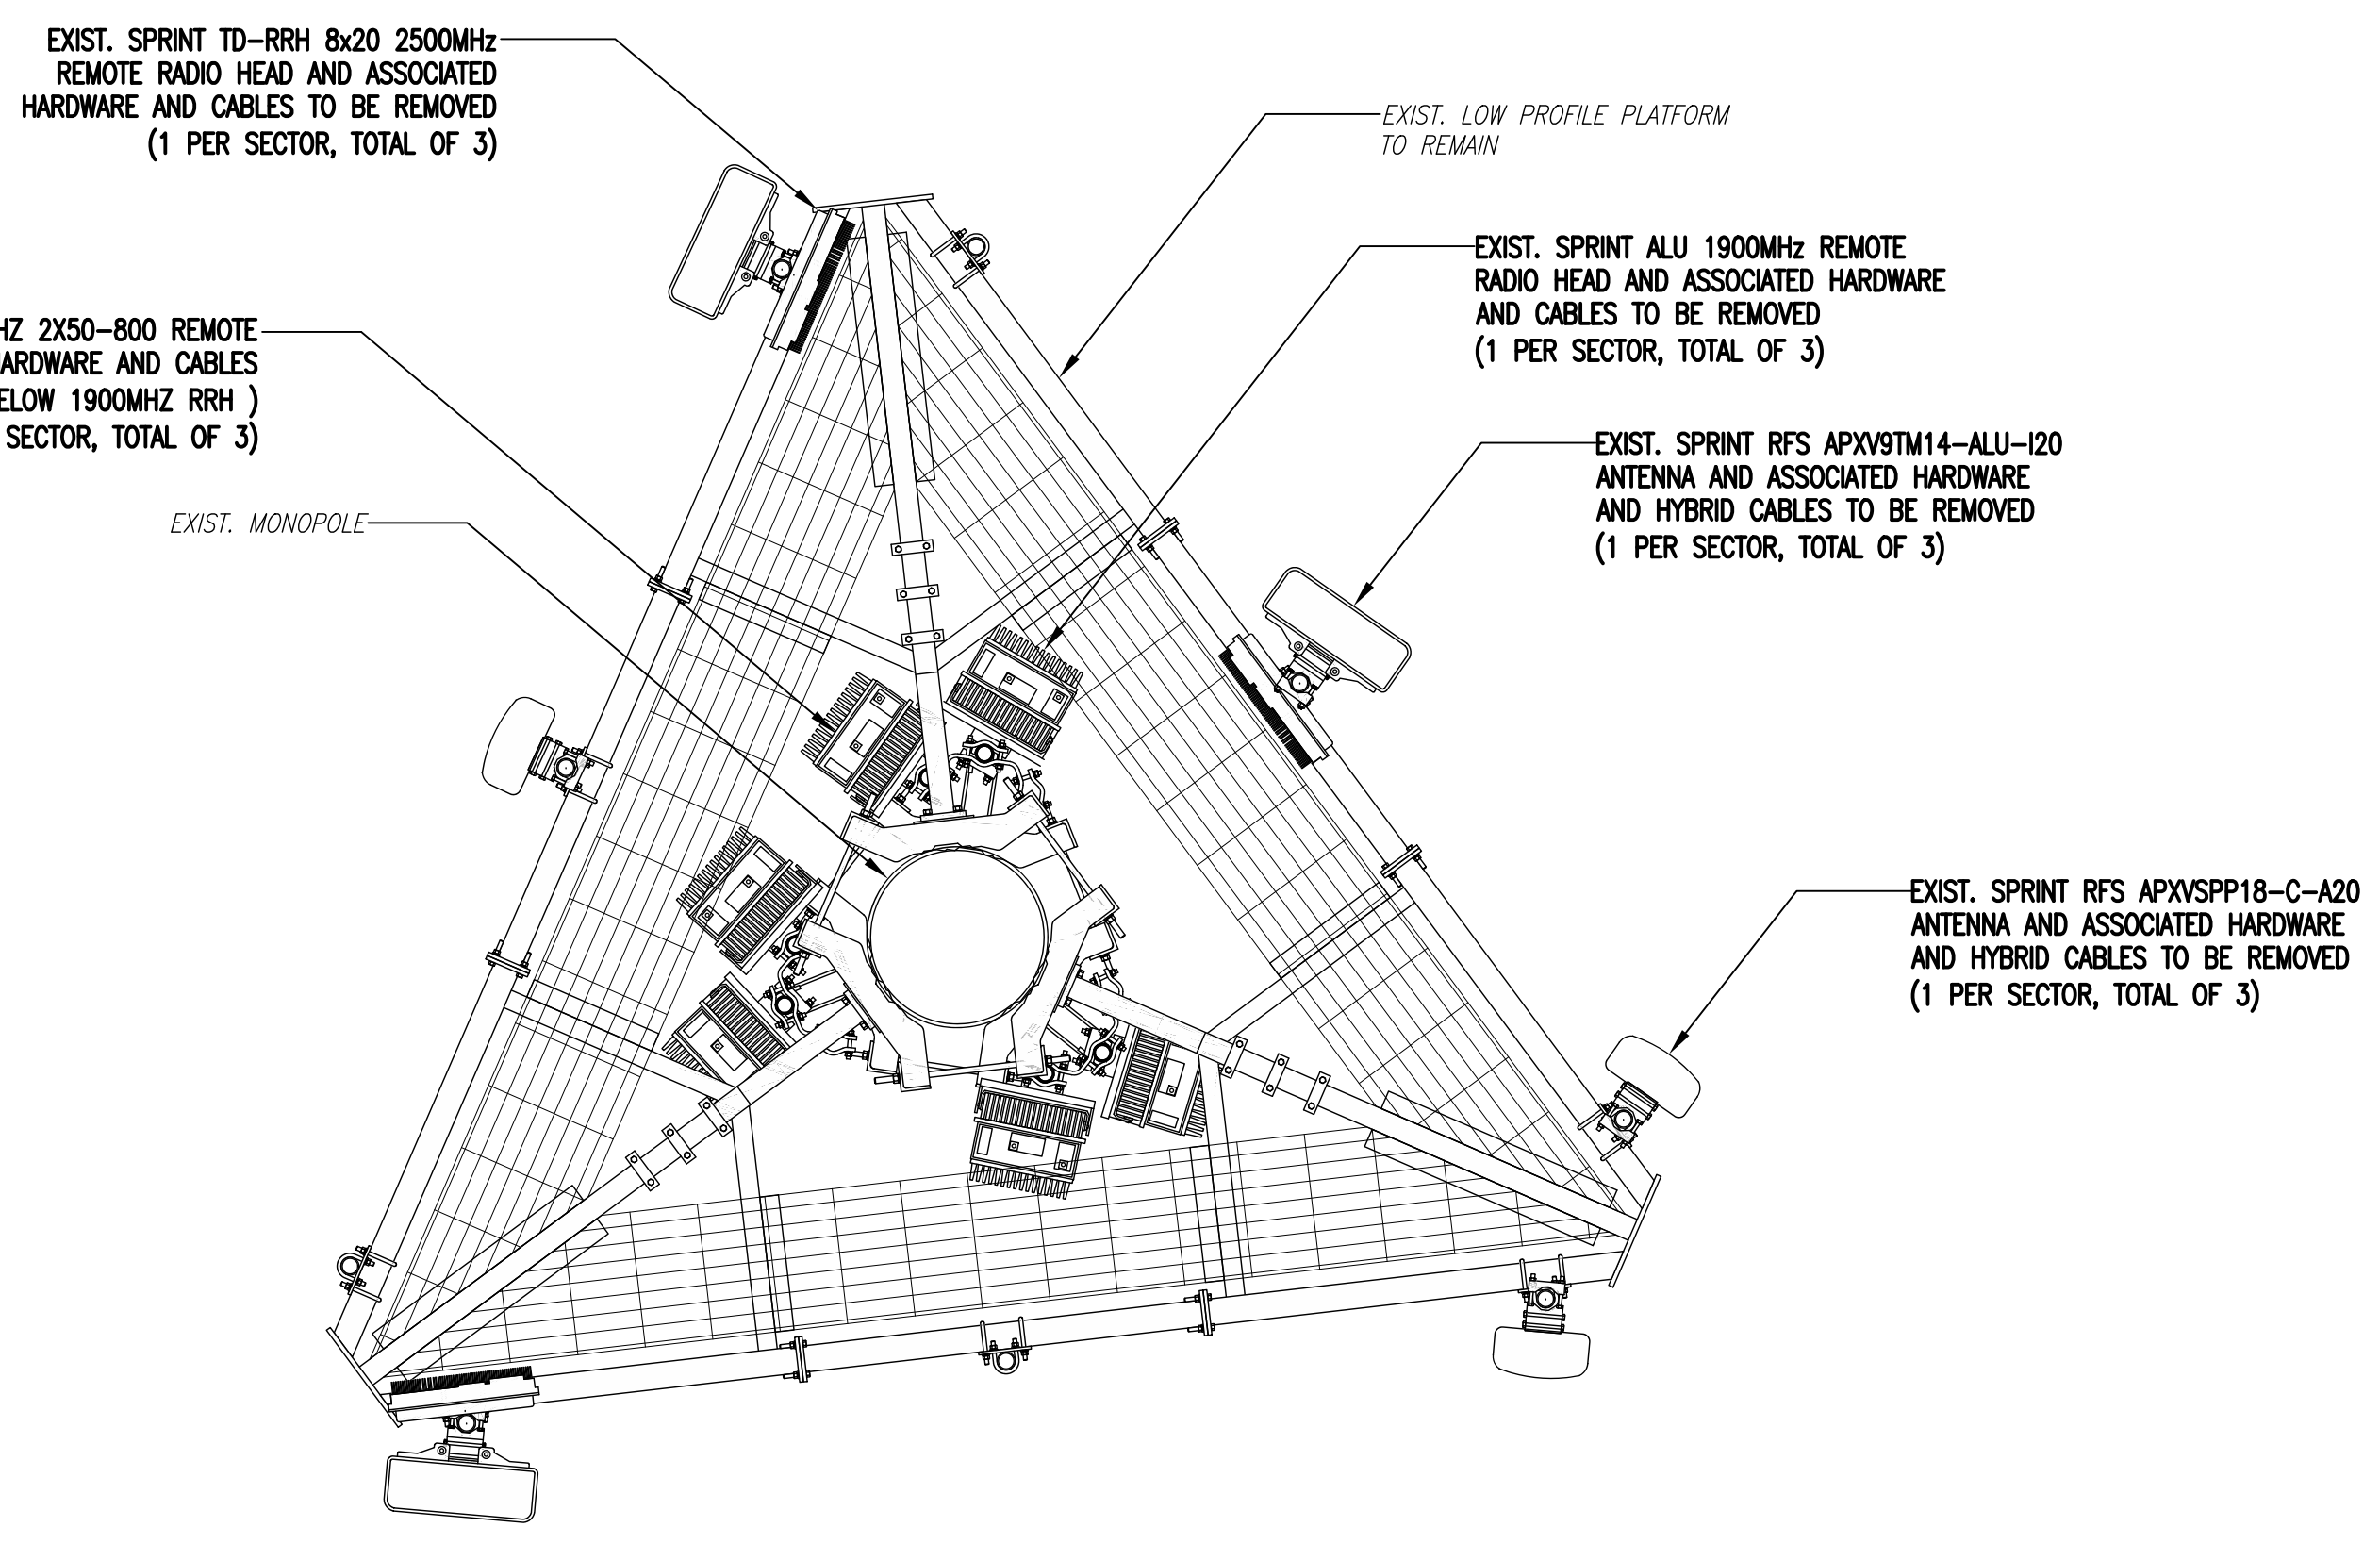 EXIST. SPRINT TD-RRH 8x20 2500MHz
REMOTE RADIO HEAD AND ASSOCIATED
HARDWARE AND CABLES TO BE REMOVED
(1 PER SECTOR, TOTAL OF 3)
EXIST. LOW PROFILE PLATFORM
TO REMAIN
EXIST. SPRINT ALU 1900MHz REMOTE
RADIO HEAD AND ASSOCIATED HARDWARE
AND CABLES TO BE REMOVED
(1 PER SECTOR, TOTAL OF 3)
2X50-800 REMOTE
HARDWARE AND CABLES
1900MHZ RRH )
SECTOR, TOTAL OF 3)
EXIST. SPRINT RFS APXV9TM14-ALU-I20
ANTENNA AND ASSOCIATED HARDWARE
AND HYBRID CABLES TO BE REMOVED
(1 PER SECTOR, TOTAL OF 3)
EXIST. MONOPOLE
EXIST. SPRINT RFS APXVSPP18-C-A20
ANTENNA AND ASSOCIATED HARDWARE
AND HYBRID CABLES TO BE REMOVED
(1 PER SECTOR, TOTAL OF 3)